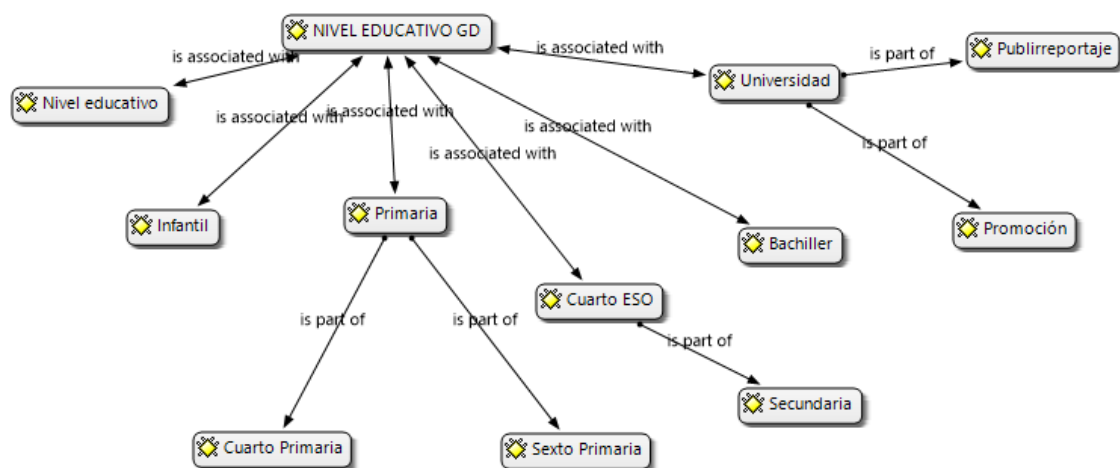 NIVEL EDUCATIVO GD
is associated with
is associated with
is part of
Publirreportaje
Universidad
Nivel educativo
is associated with
is associated with
is associated with
is associated with
is part of
Infantil
Primaria
Bachiller
Promoción
Cuarto ESO
is part of
is part of
is part of
Secundaria
Cuarto Primaria
Sexto Primaria